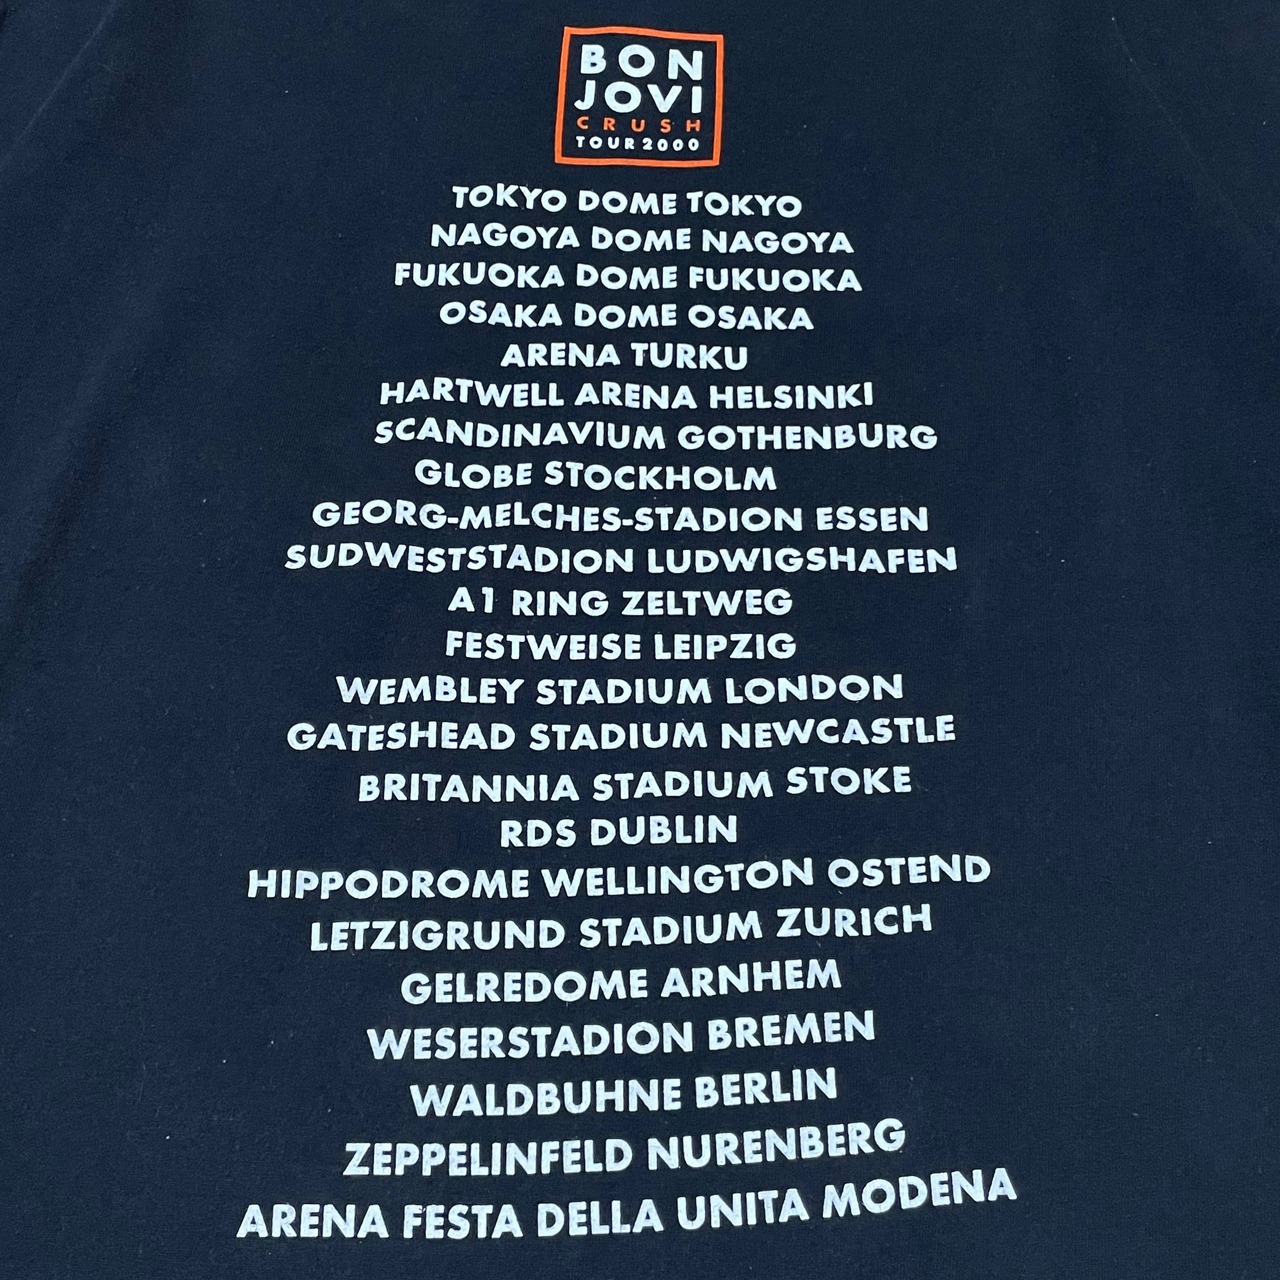 BON
JOVI
CRUSH
TOUR 2000
TOKYO DOME TOKYO
NAGOYA DOME NAGOYA
FUKUOKA DOME FUKUOKA
OSAKA DOME OSAKA
ARENA TURKU
HARTWELL ARENA HELSINKI
SCANDINAVIUM GOTHENBURG
GLOBE STOCKHOLM
GEORG-MELCHES-STADION ESSEN
SUDWESTSTADION LUDWIGSHAFEN
A1 RING ZELTWEG
FESTWEISE LEIPZIG
WEMBLEY STADIUM LONDON
GATESHEAD STADIUM NEWCASTLE
BRITANNIA STADIUM STOKE
RDS DUBLIN
HIPPODROME WELLINGTON OSTEND
LETZIGRUND STADIUM ZURICH
GELREDOME ARNHEM
WESERSTADION BREMEN
WALDBUHNE BERLIN
ZEPPELINFELD NURENBERG
ARENA FESTA DELLA UNITA MODENA